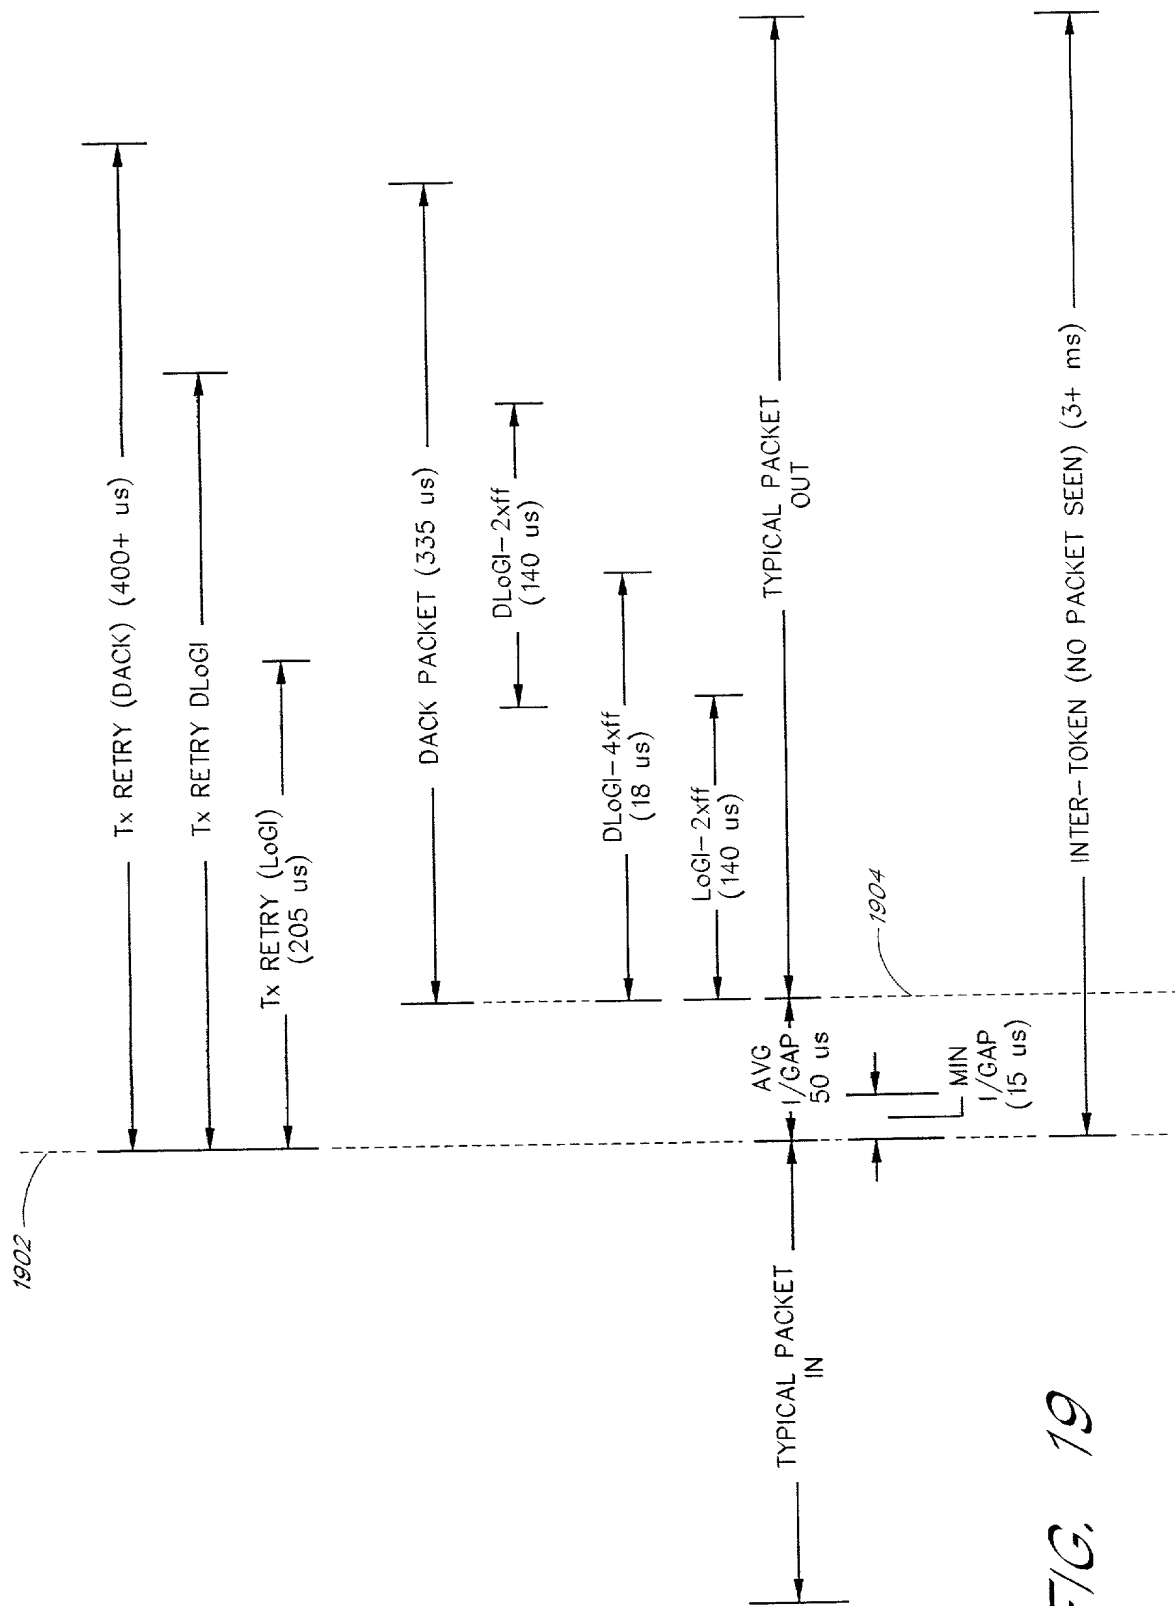 1902
Tx RETRY (DACK) (400+ us)
Tx RETRY DLoGI
Tx RETRY (LoGI)
(205 us)
DACK PACKET (335 us)
DLoGI-2xff
(140 us)
DLoGI-4xff
(18 us)
LoGI-2xff
(140 us)
TYPICAL PACKET
IN
AVG
I/GAP
50 us
TYPICAL PACKET
OUT
1904
MIN
I/GAP
(15 us)
INTER-TOKEN (NO PACKET SEEN) (3+ ms)
FIG. 19